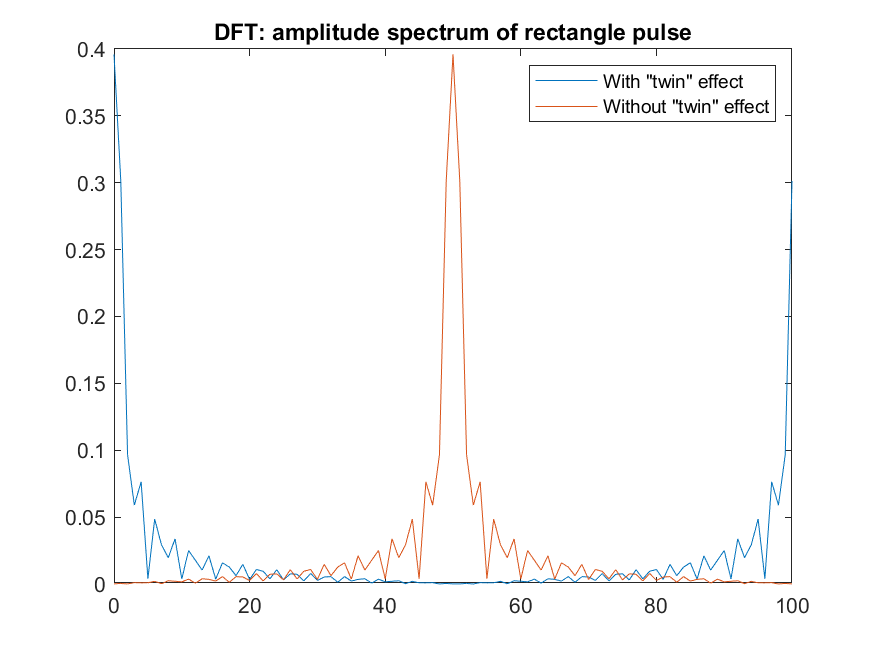 DFT: amplitude spectrum of rectangle pulse
With "twin" effect
Without "twin" effect
0.4
0.35
0.3
0.25
0.2
0.15
0.1
0.05
0
0 20 40 60 80 100